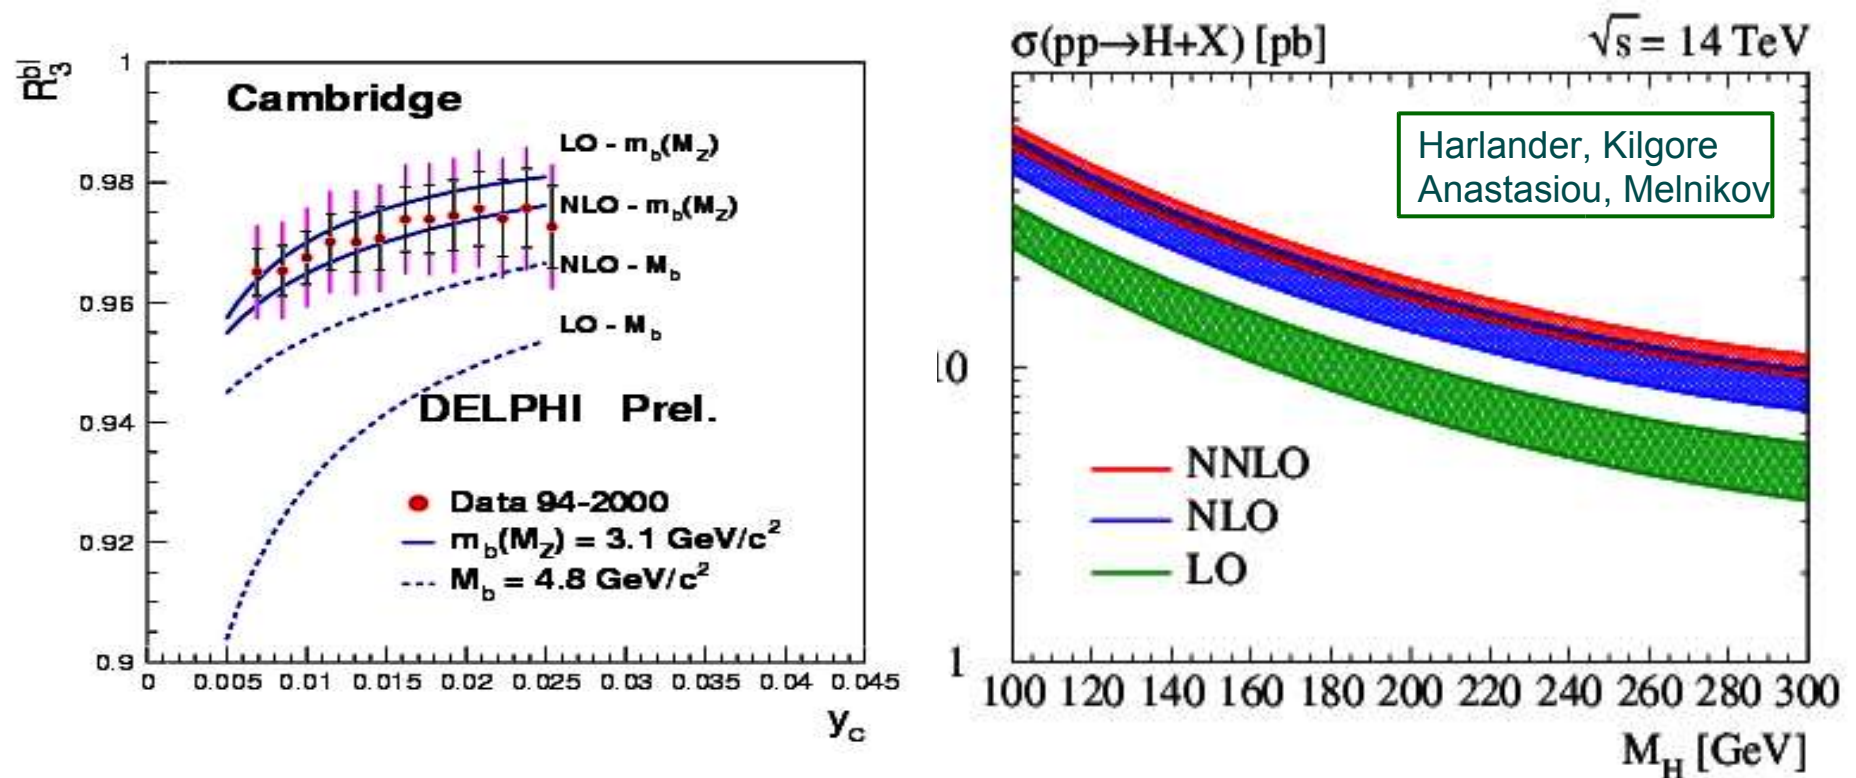 R₃ᵇˡ
Cambridge
LO - m_b(M_Z)
NLO - m_b(M_Z)
NLO - M_b
LO - M_b
DELPHI Prel.
Data 94-2000
m_b(M_Z) = 3.1 GeV/c²
M_b = 4.8 GeV/c²
1
0.98
0.96
0.94
0.92
0.9
0 0.005 0.01 0.015 0.02 0.025 0.03 0.035 0.04 0.045
y_c
σ(pp→H+X) [pb]
√s = 14 TeV
Harlander, Kilgore
Anastasiou, Melnikov
10
NNLO
NLO
LO
1
100 120 140 160 180 200 220 240 260 280 300
M_H [GeV]